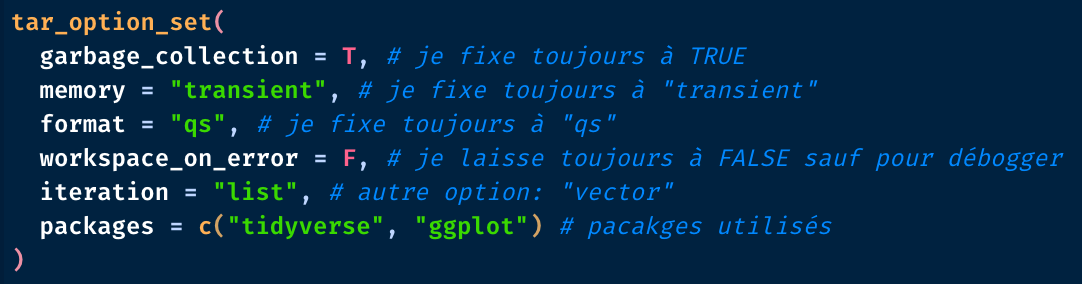 tar_option_set(
  garbage_collection = T, # je fixe toujours à TRUE
  memory = "transient", # je fixe toujours à "transient"
  format = "qs", # je fixe toujours à "qs"
  workspace_on_error = F, # je laisse toujours à FALSE sauf pour débogger
  iteration = "list", # autre option: "vector"
  packages = c("tidyverse", "ggplot") # pacakges utilisés
)